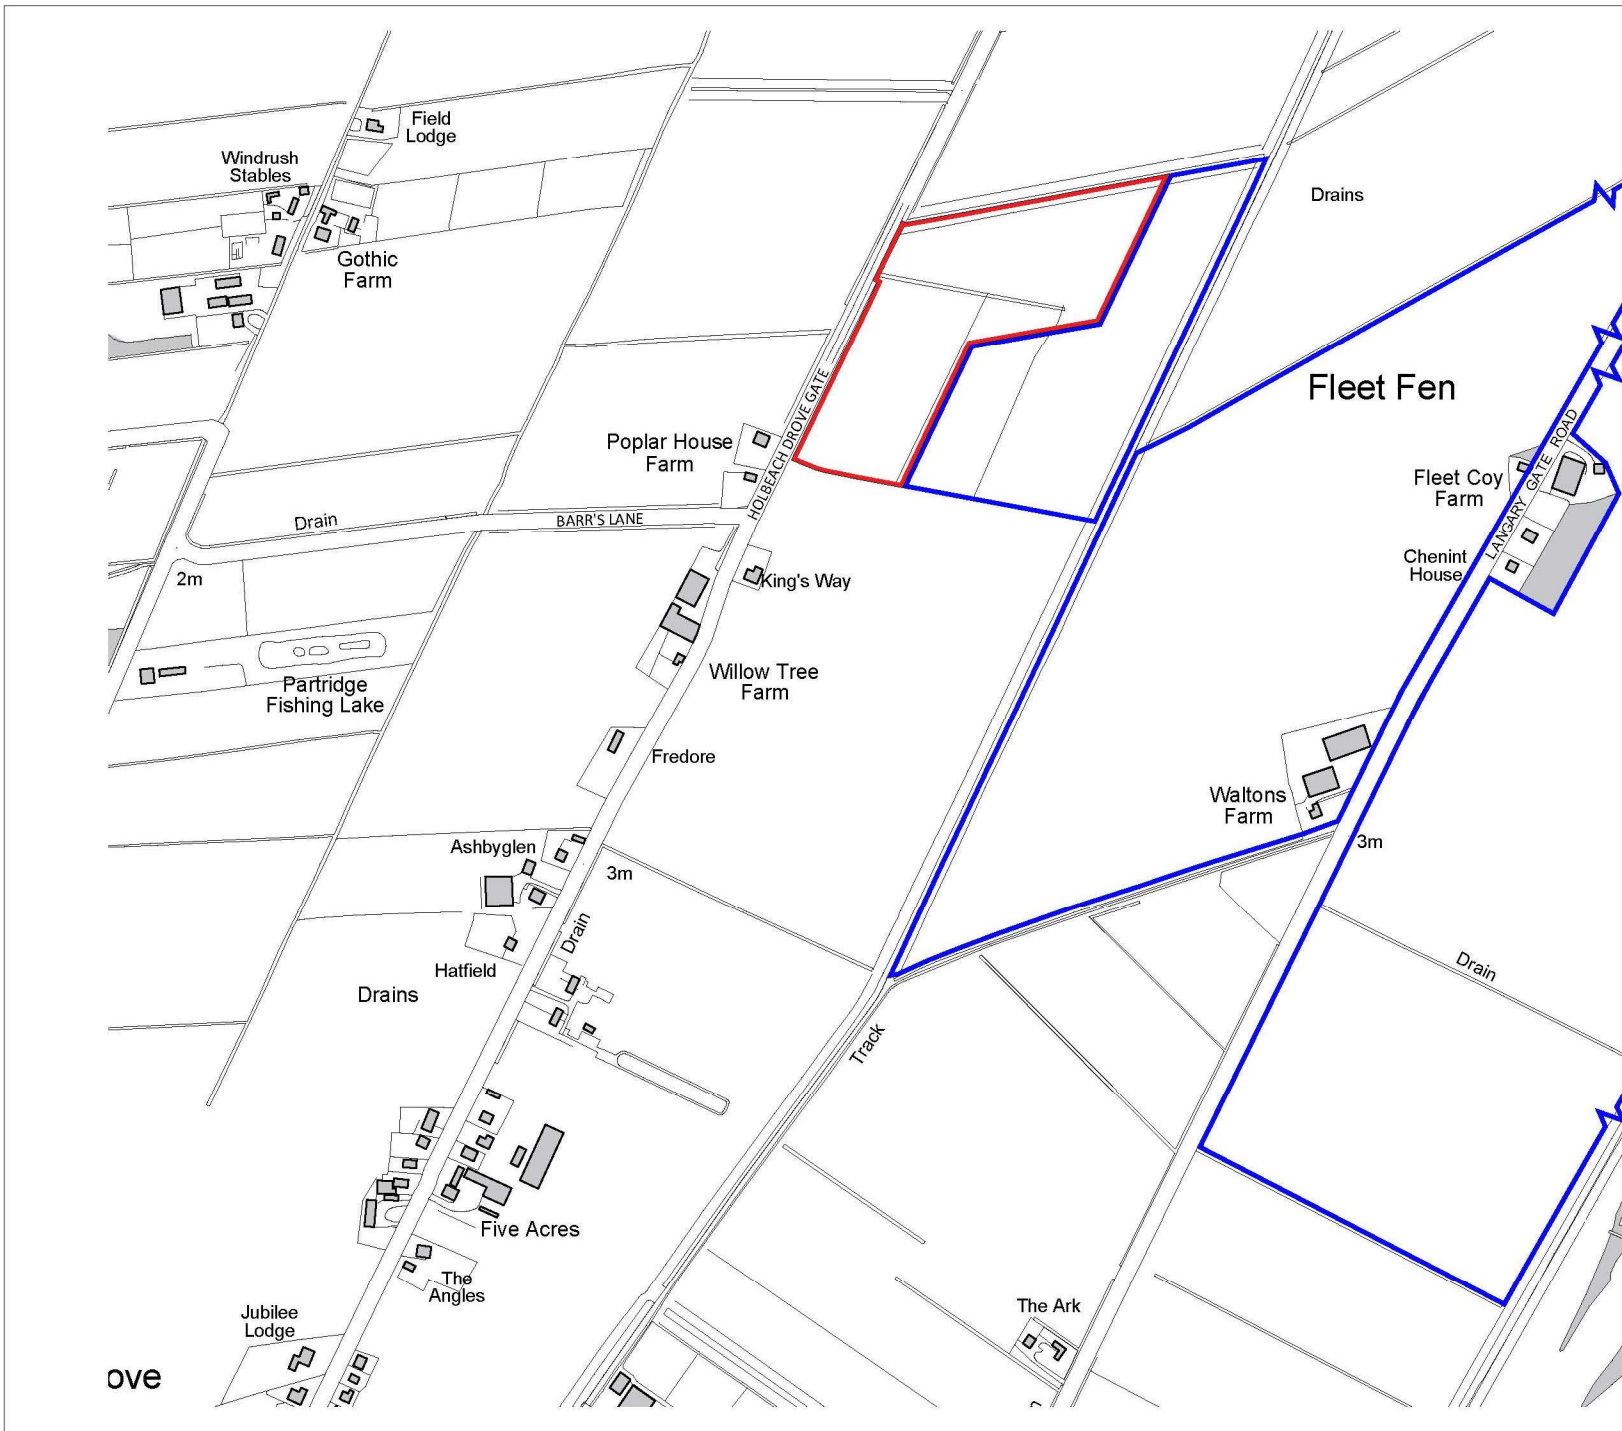 Field
Lodge
Windrush
Stables
Gothic
Farm
Drains
Fleet Fen
HOLBEACH DROVE GATE
Poplar House
Farm
LANGARY GATE ROAD
Fleet Coy
Farm
Drain
BARR'S LANE
Chenint
House
2m
King's Way
Partridge
Fishing Lake
Willow Tree
Farm
Fredore
Waltons
Farm
3m
Ashbyglen
3m
Drain
Hatfield
Drains
Drain
Track
Five Acres
The
Angles
Jubilee
Lodge
The Ark
ove